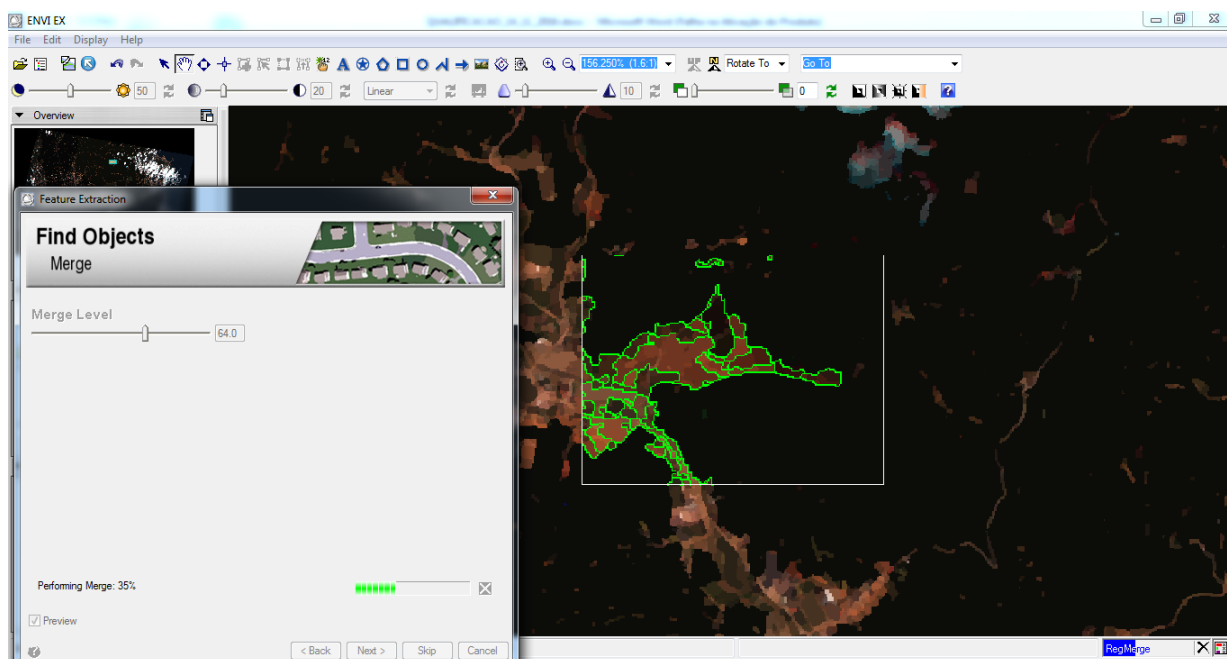 ENVI EX
File Edit Display Help
156.250% (1.6:1) Rotate To Go To
50 20 Linear 10 0
Overview
Feature Extraction
Find Objects
Merge
Merge Level
64.0
Performing Merge: 35%
Preview
< Back Next > Skip Cancel
RegMerge